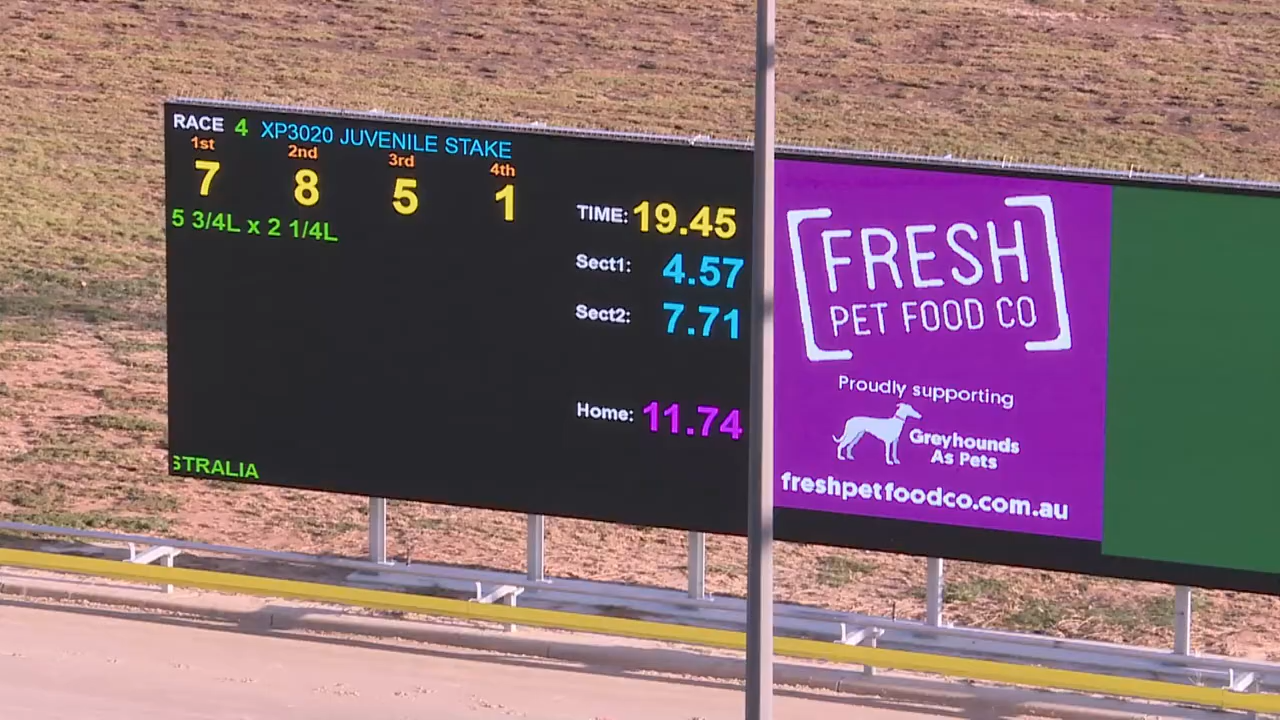 RACE 4 XP3020 JUVENILE STAKE
1st 2nd 3rd 4th
7 8 5 1
5 3/4L x 2 1/4L
TIME: 19.45
Sect1: 4.57
Sect2: 7.71
Home: 11.74
STRALIA
FRESH
PET FOOD CO
Proudly supporting
Greyhounds
As Pets
freshpetfoodco.com.au